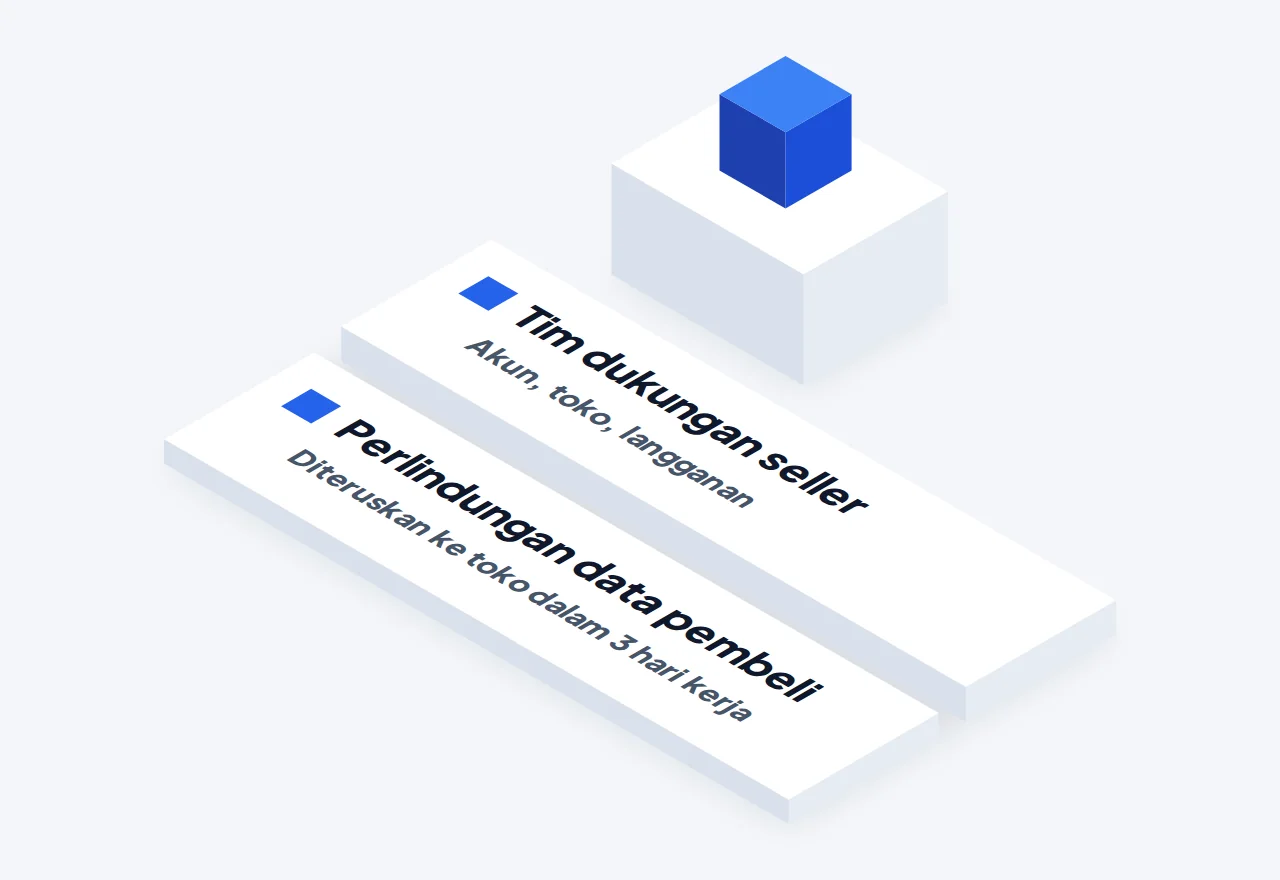 Tim dukungan seller
Akun, toko, langganan
Perlindungan data pembeli
Diteruskan ke toko dalam 3 hari kerja